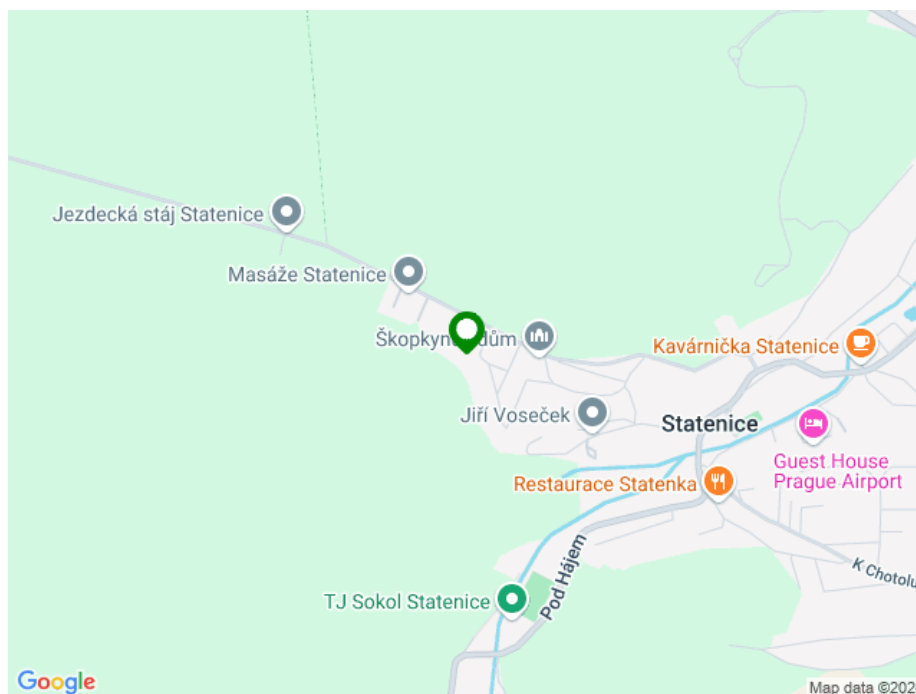 Jezdecká stáj Statenice
Masáže Statenice
dům
Kavárnička Statenice
Jiří Voseček
Statenice
Guest House
Prague Airport
Restaurace Statenka
K Chotolu
Pod Hájem
TJ Sokol Statenice
Google
Map data ©202